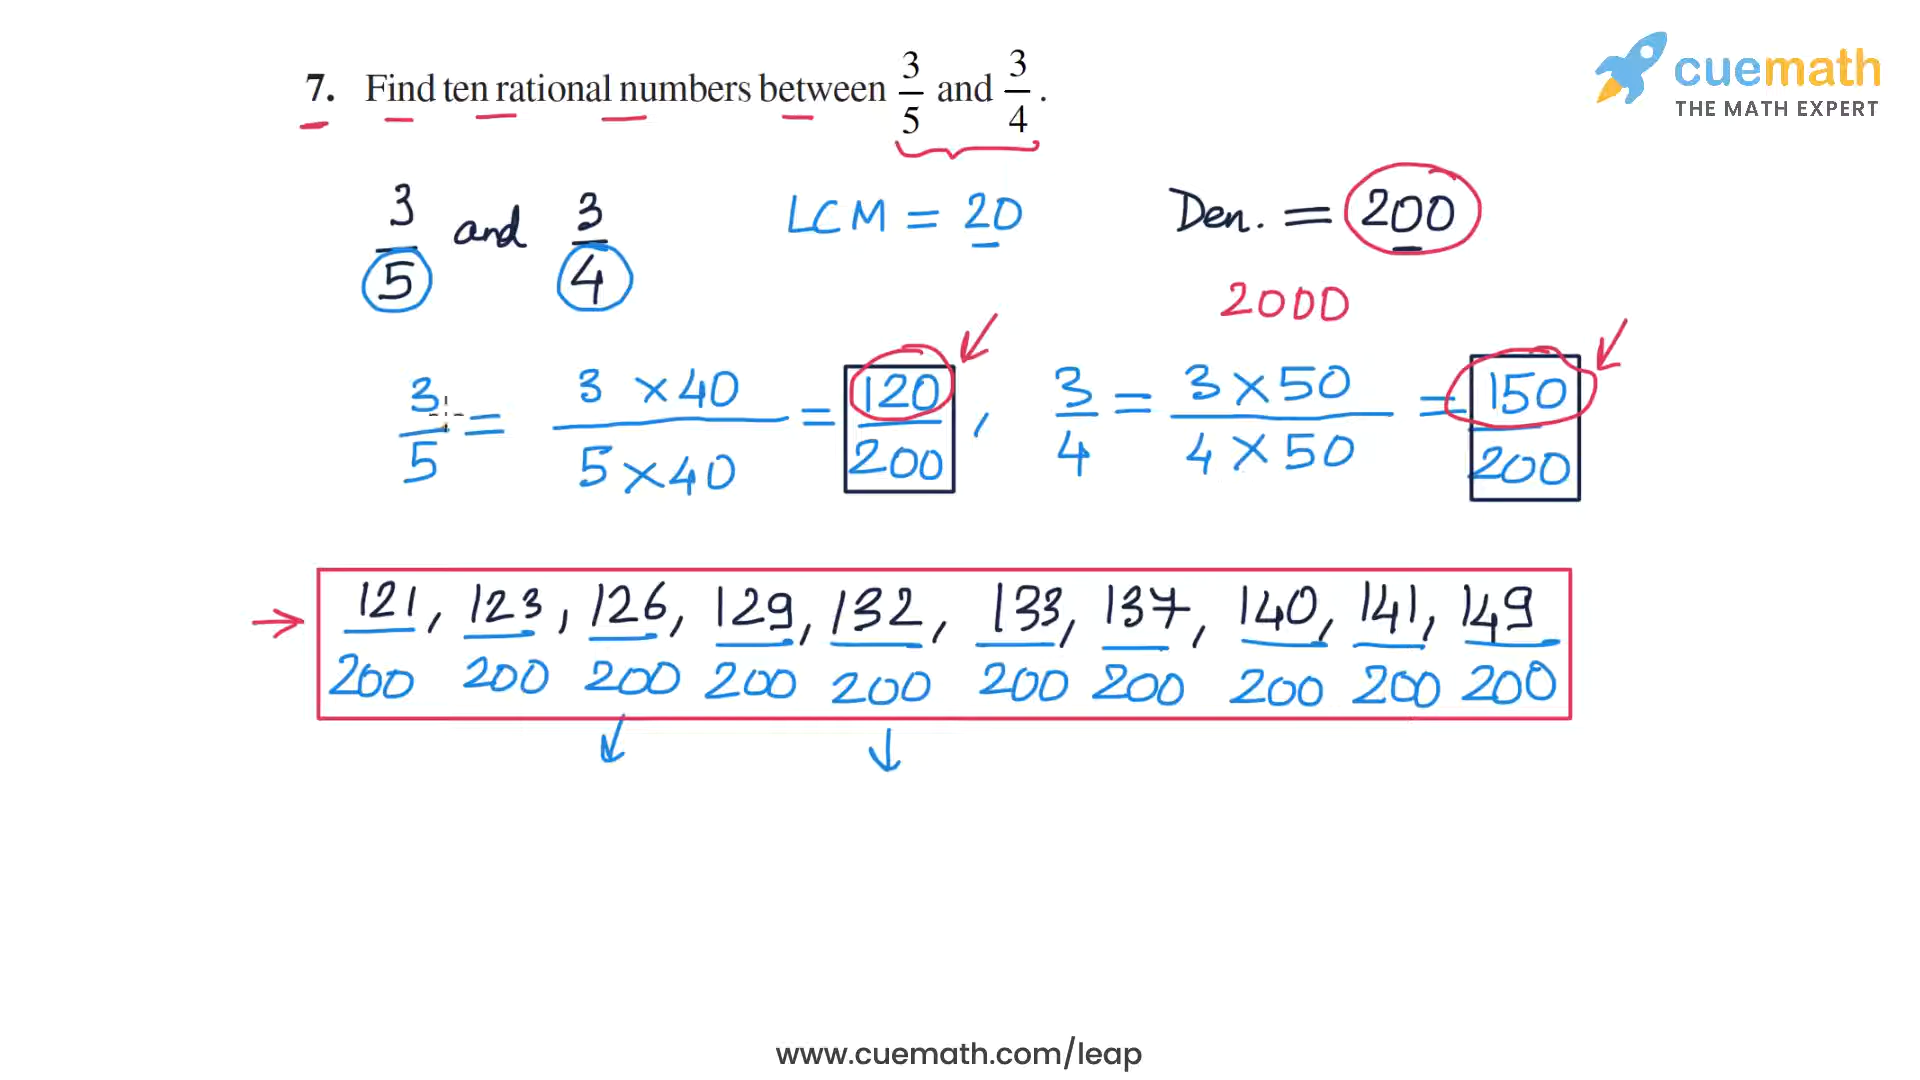 cuemath
THE MATH EXPERT
7. Find ten rational numbers between 3/5 and 3/4.
3/5 and 3/4 LCM = 20 Den. = 200
2000
3/5 = 3 × 40 / 5 × 40 = 120/200 , 3/4 = 3 × 50 / 4 × 50 = 150/200
121/200, 123/200, 126/200, 129/200, 132/200, 133/200, 137/200, 140/200, 141/200, 149/200
www.cuemath.com/leap